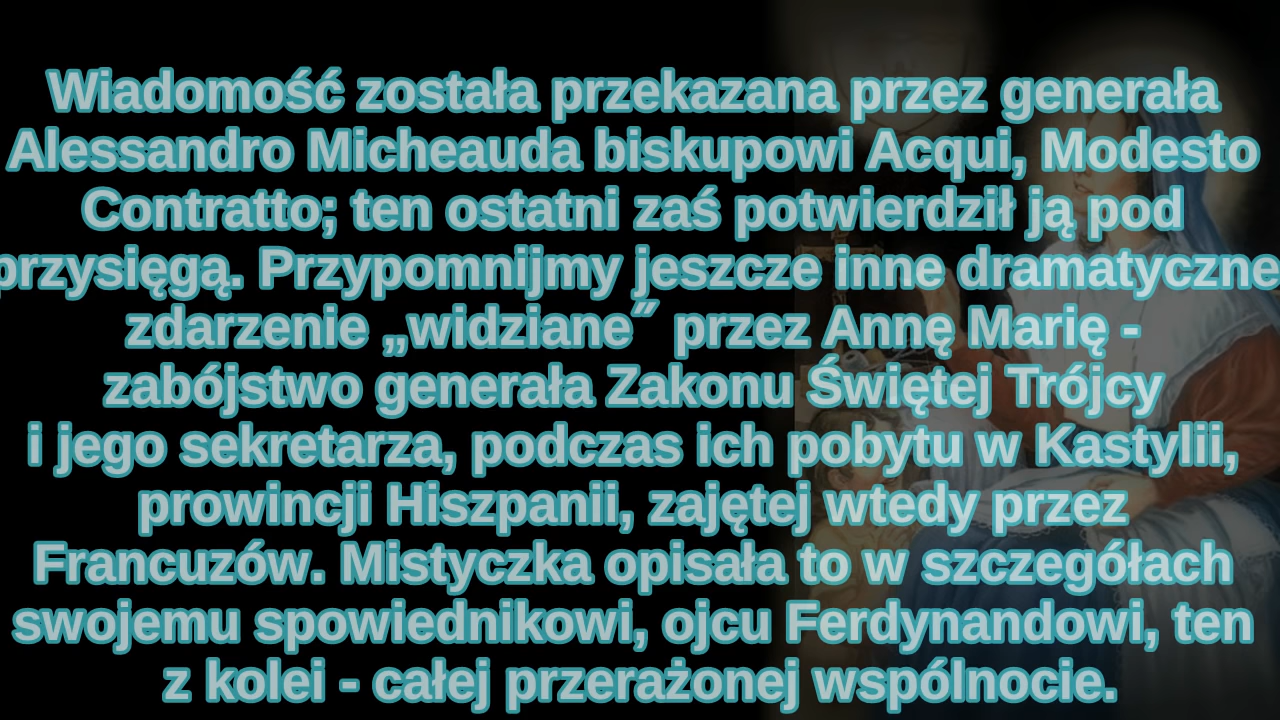 Wiadomość została przekazana przez generała
Alessandro Micheauda biskupowi Acqui, Modesto
Contratto; ten ostatni zaś potwierdził ją pod
przysięgą. Przypomnijmy jeszcze inne dramatyczne
zdarzenie „widziane˝ przez Annę Marię -
zabójstwo generała Zakonu Świętej Trójcy
i jego sekretarza, podczas ich pobytu w Kastylii,
prowincji Hiszpanii, zajętej wtedy przez
Francuzów. Mistyczka opisała to w szczegółach
swojemu spowiednikowi, ojcu Ferdynandowi, ten
z kolei - całej przerażonej wspólnocie.